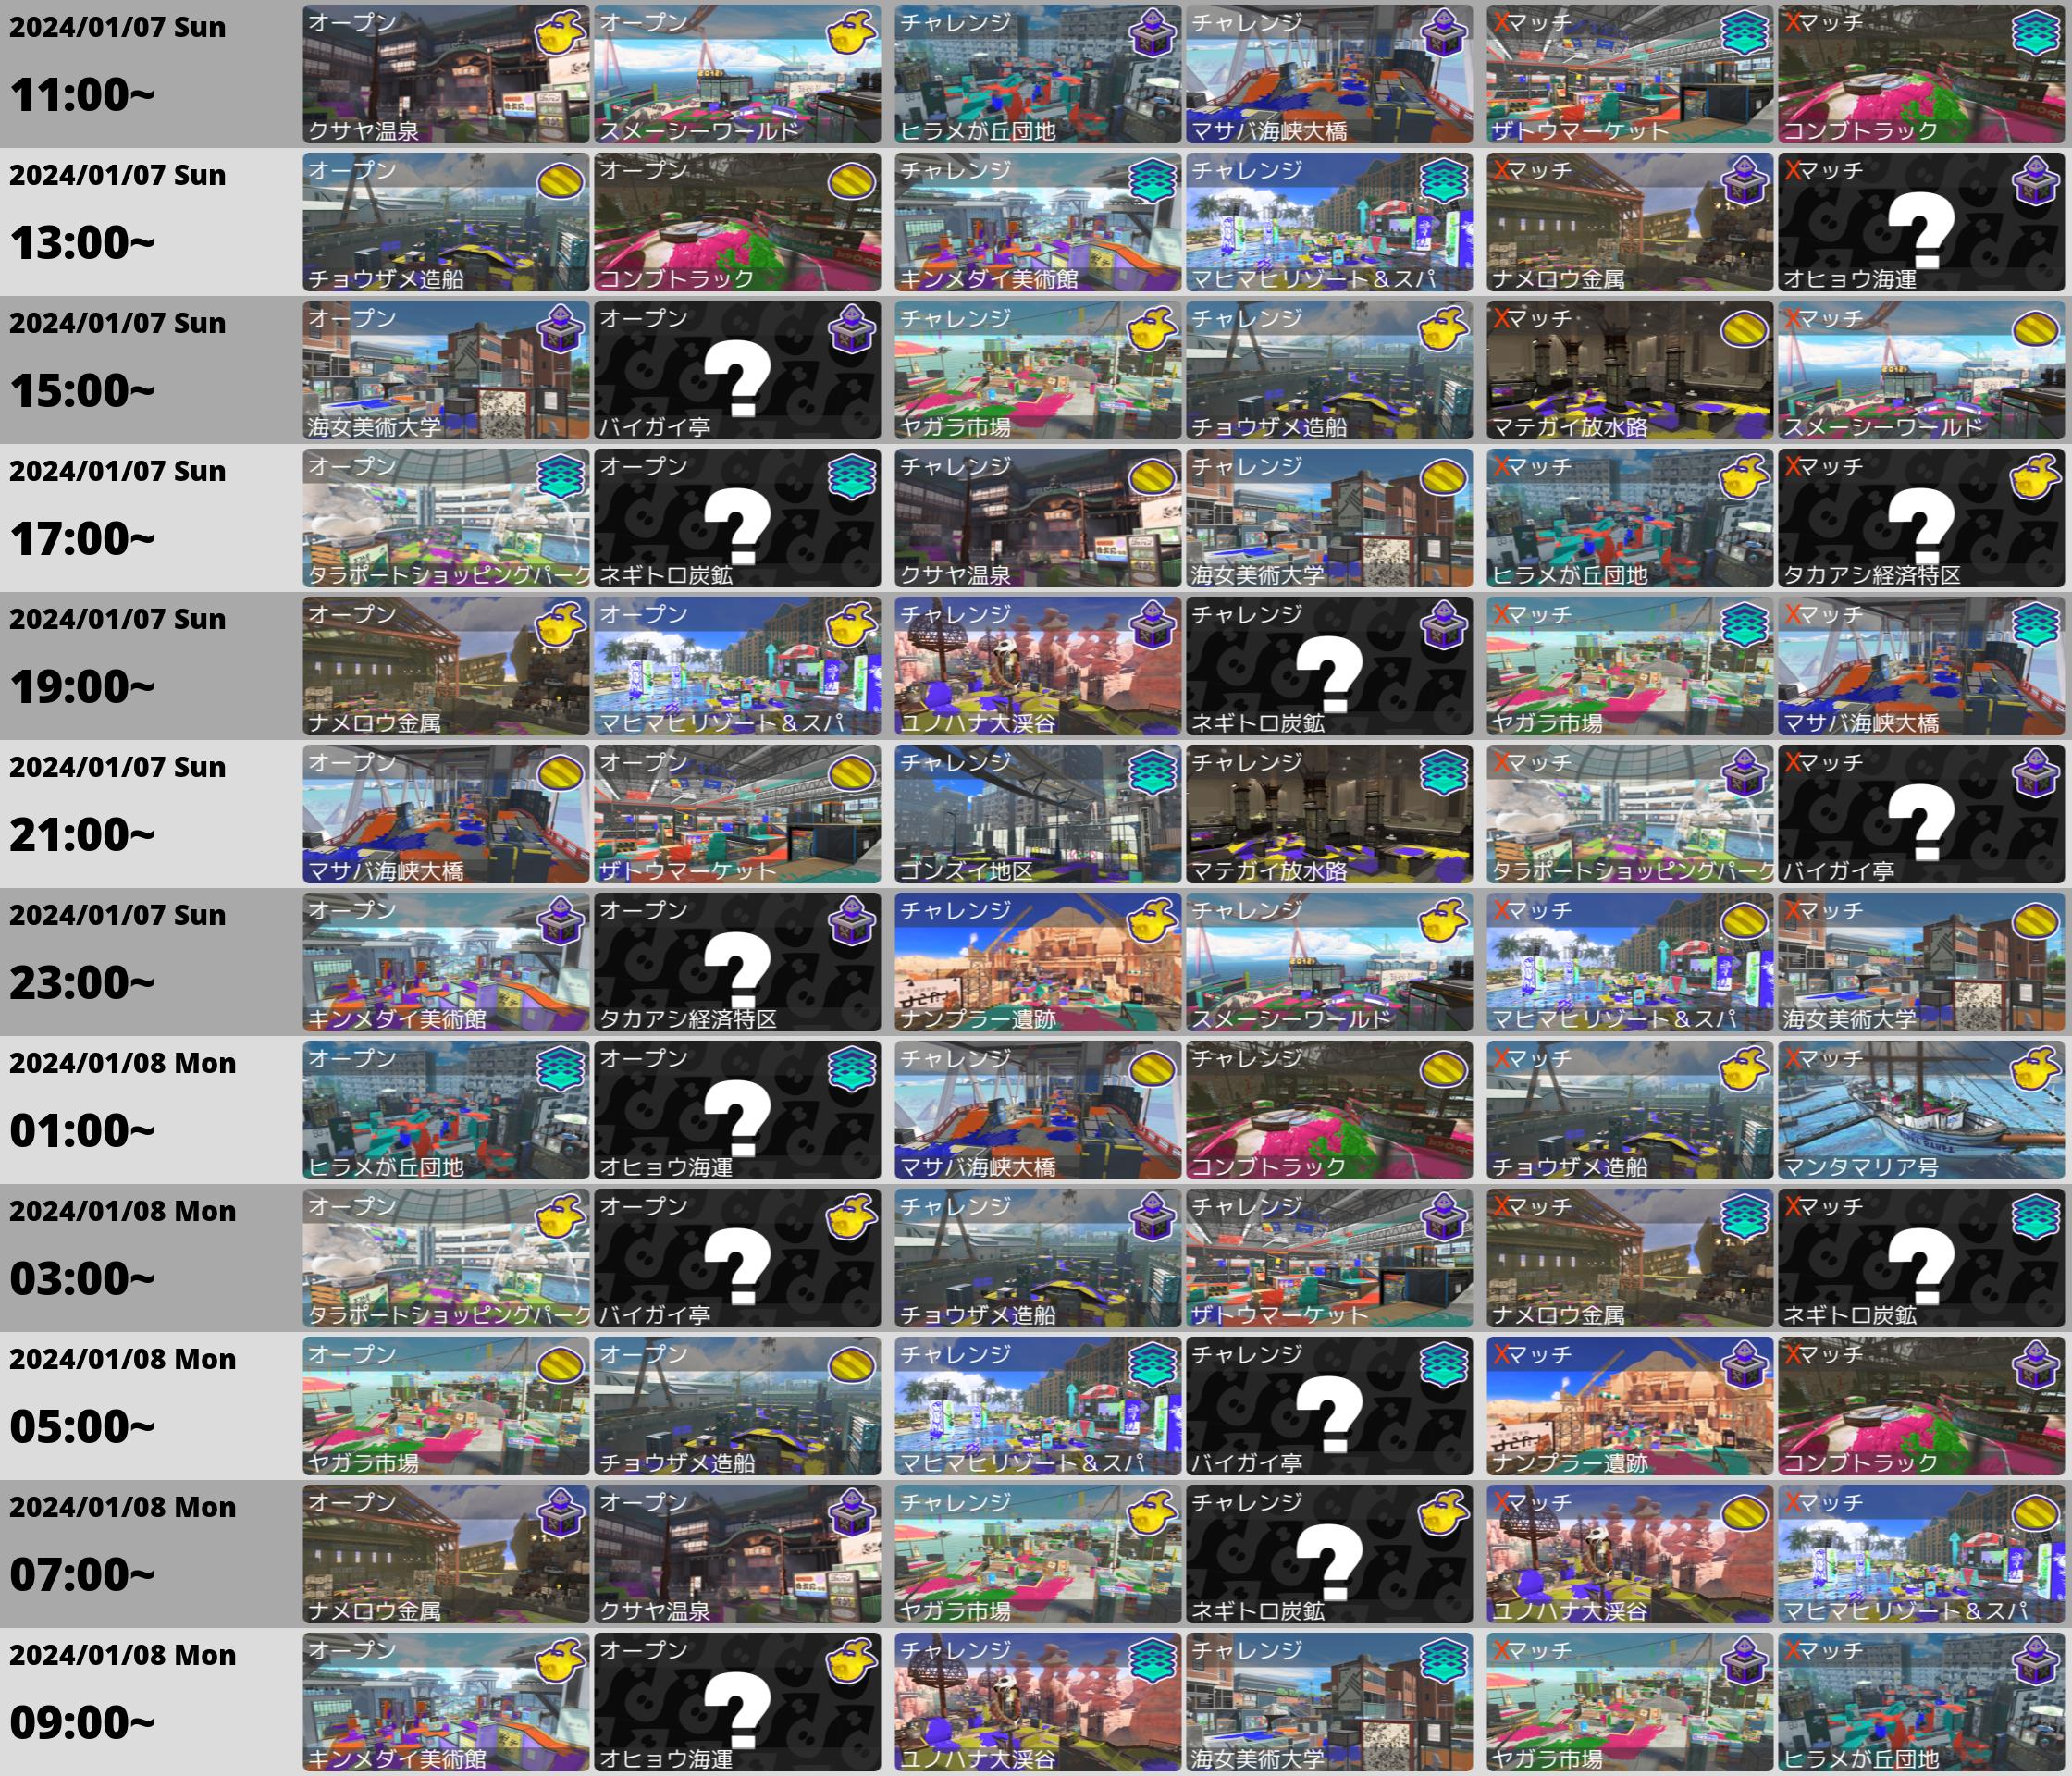 2024/01/07 Sun
11:00~
オープン
クサヤ温泉
オープン
スメーシーワールド
チャレンジ
ヒラメが丘団地
チャレンジ
マサバ海峡大橋
Xマッチ
ザトウマーケット
Xマッチ
コンブトラック
2024/01/07 Sun
13:00~
オープン
チョウザメ造船
オープン
コンブトラック
チャレンジ
キンメダイ美術館
チャレンジ
マヒマヒリゾート&スパ
Xマッチ
ナメロウ金属
Xマッチ
?
オヒョウ海運
2024/01/07 Sun
15:00~
オープン
海女美術大学
オープン
?
バイガイ亭
チャレンジ
ヤガラ市場
チャレンジ
チョウザメ造船
Xマッチ
マテガイ放水路
Xマッチ
スメーシーワールド
2024/01/07 Sun
17:00~
オープン
タラポートショッピングパーク
オープン
?
ネギトロ炭鉱
チャレンジ
クサヤ温泉
チャレンジ
海女美術大学
Xマッチ
ヒラメが丘団地
Xマッチ
?
タカアシ経済特区
2024/01/07 Sun
19:00~
オープン
ナメロウ金属
オープン
マヒマヒリゾート&スパ
チャレンジ
ユノハナ大渓谷
チャレンジ
?
ネギトロ炭鉱
Xマッチ
ヤガラ市場
Xマッチ
マサバ海峡大橋
2024/01/07 Sun
21:00~
オープン
マサバ海峡大橋
オープン
ザトウマーケット
チャレンジ
ゴンズイ地区
チャレンジ
マテガイ放水路
Xマッチ
タラポートショッピングパーク
Xマッチ
?
バイガイ亭
2024/01/07 Sun
23:00~
オープン
キンメダイ美術館
オープン
?
タカアシ経済特区
チャレンジ
ナンプラー遺跡
チャレンジ
スメーシーワールド
Xマッチ
マヒマヒリゾート&スパ
Xマッチ
海女美術大学
2024/01/08 Mon
01:00~
オープン
ヒラメが丘団地
オープン
?
オヒョウ海運
チャレンジ
マサバ海峡大橋
チャレンジ
コンブトラック
Xマッチ
チョウザメ造船
Xマッチ
マンタマリア号
2024/01/08 Mon
03:00~
オープン
タラポートショッピングパーク
オープン
?
バイガイ亭
チャレンジ
チョウザメ造船
チャレンジ
ザトウマーケット
Xマッチ
ナメロウ金属
Xマッチ
?
ネギトロ炭鉱
2024/01/08 Mon
05:00~
オープン
ヤガラ市場
オープン
チョウザメ造船
チャレンジ
マヒマヒリゾート&スパ
チャレンジ
?
バイガイ亭
Xマッチ
ナンプラー遺跡
Xマッチ
コンブトラック
2024/01/08 Mon
07:00~
オープン
ナメロウ金属
オープン
クサヤ温泉
チャレンジ
ヤガラ市場
チャレンジ
?
ネギトロ炭鉱
Xマッチ
ユノハナ大渓谷
Xマッチ
マヒマヒリゾート&スパ
2024/01/08 Mon
09:00~
オープン
キンメダイ美術館
オープン
?
オヒョウ海運
チャレンジ
ユノハナ大渓谷
チャレンジ
海女美術大学
Xマッチ
ヤガラ市場
Xマッチ
ヒラメが丘団地